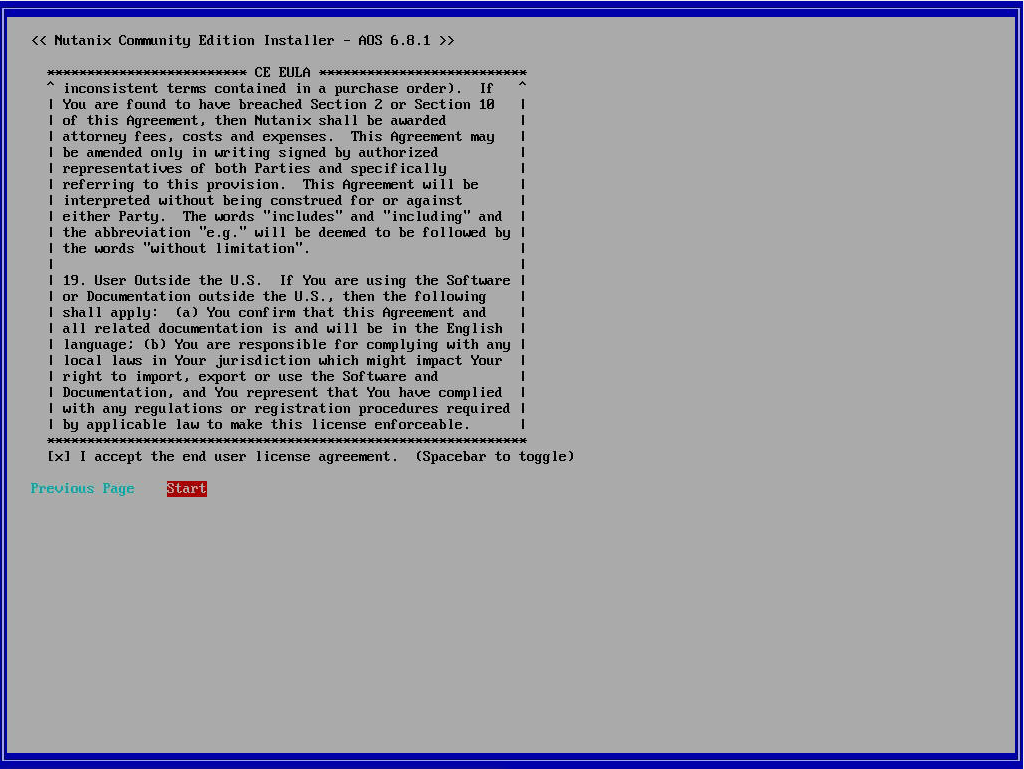 << Nutanix Community Edition Installer - AOS 6.8.1 >>
************************* CE EULA **************************
^ inconsistent terms contained in a purchase order).  If   ^
| You are found to have breached Section 2 or Section 10   |
| of this Agreement, then Nutanix shall be awarded         |
| attorney fees, costs and expenses.  This Agreement may   |
| be amended only in writing signed by authorized          |
| representatives of both Parties and specifically         |
| referring to this provision.  This Agreement will be     |
| interpreted without being construed for or against       |
| either Party.  The words "includes" and "including" and  |
| the abbreviation "e.g." will be deemed to be followed by |
| the words "without limitation".                          |
|                                                          |
| 19. User Outside the U.S.  If You are using the Software |
| or Documentation outside the U.S., then the following    |
| shall apply:  (a) You confirm that this Agreement and    |
| all related documentation is and will be in the English  |
| language; (b) You are responsible for complying with any |
| local laws in Your jurisdiction which might impact Your  |
| right to import, export or use the Software and          |
| Documentation, and You represent that You have complied  |
| with any regulations or registration procedures required |
| by applicable law to make this license enforceable.      |
************************************************************
[x] I accept the end user license agreement.  (Spacebar to toggle)
Previous Page    Start